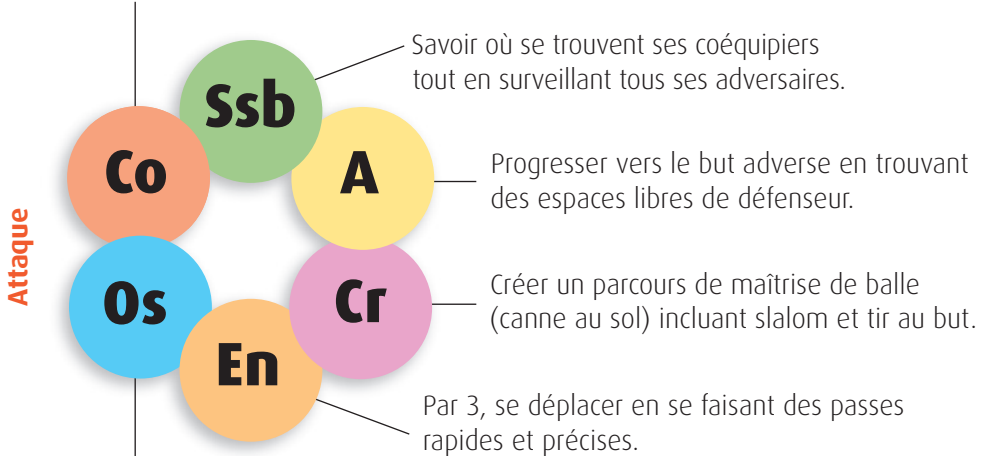 Attaque
Ssb
Savoir où se trouvent ses coéquipiers
tout en surveillant tous ses adversaires.
Co
A
Progresser vers le but adverse en trouvant
des espaces libres de défenseur.
Os
Cr
Créer un parcours de maîtrise de balle
(canne au sol) incluant slalom et tir au but.
En
Par 3, se déplacer en se faisant des passes
rapides et précises.